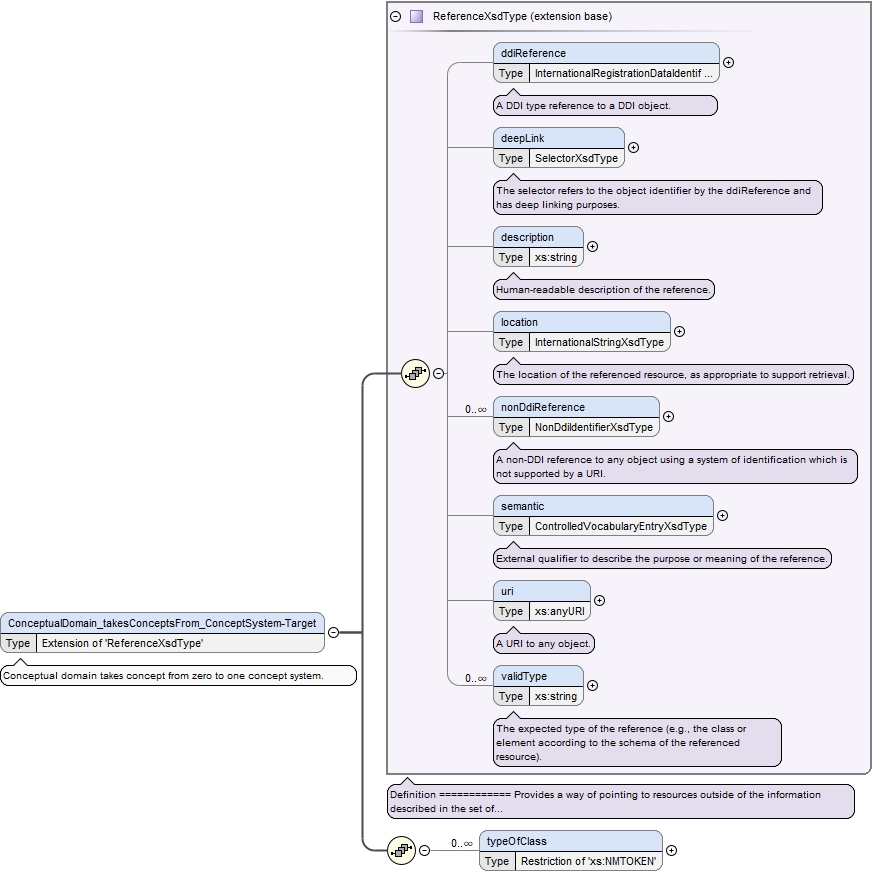 ReferenceXsdType (extension base)
ddiReference
Type InternationalRegistrationDataIdentif ...
A DDI type reference to a DDI object.
deepLink
Type SelectorXsdType
The selector refers to the object identifier by the ddiReference and
has deep linking purposes.
description
Type xs:string
Human-readable description of the reference.
location
Type InternationalStringXsdType
The location of the referenced resource, as appropriate to support retrieval.
0..∞ nonDdiReference
Type NonDdiIdentifierXsdType
A non-DDI reference to any object using a system of identification which is
not supported by a URI.
semantic
Type ControlledVocabularyEntryXsdType
External qualifier to describe the purpose or meaning of the reference.
uri
Type xs:anyURI
A URI to any object.
0..∞ validType
Type xs:string
The expected type of the reference (e.g., the class or
element according to the schema of the referenced
resource).
ConceptualDomain_takesConceptsFrom_ConceptSystem-Target
Type Extension of 'ReferenceXsdType'
Conceptual domain takes concept from zero to one concept system.
Definition ============ Provides a way of pointing to resources outside of the information
described in the set of...
0..∞ typeOfClass
Type Restriction of 'xs:NMTOKEN'